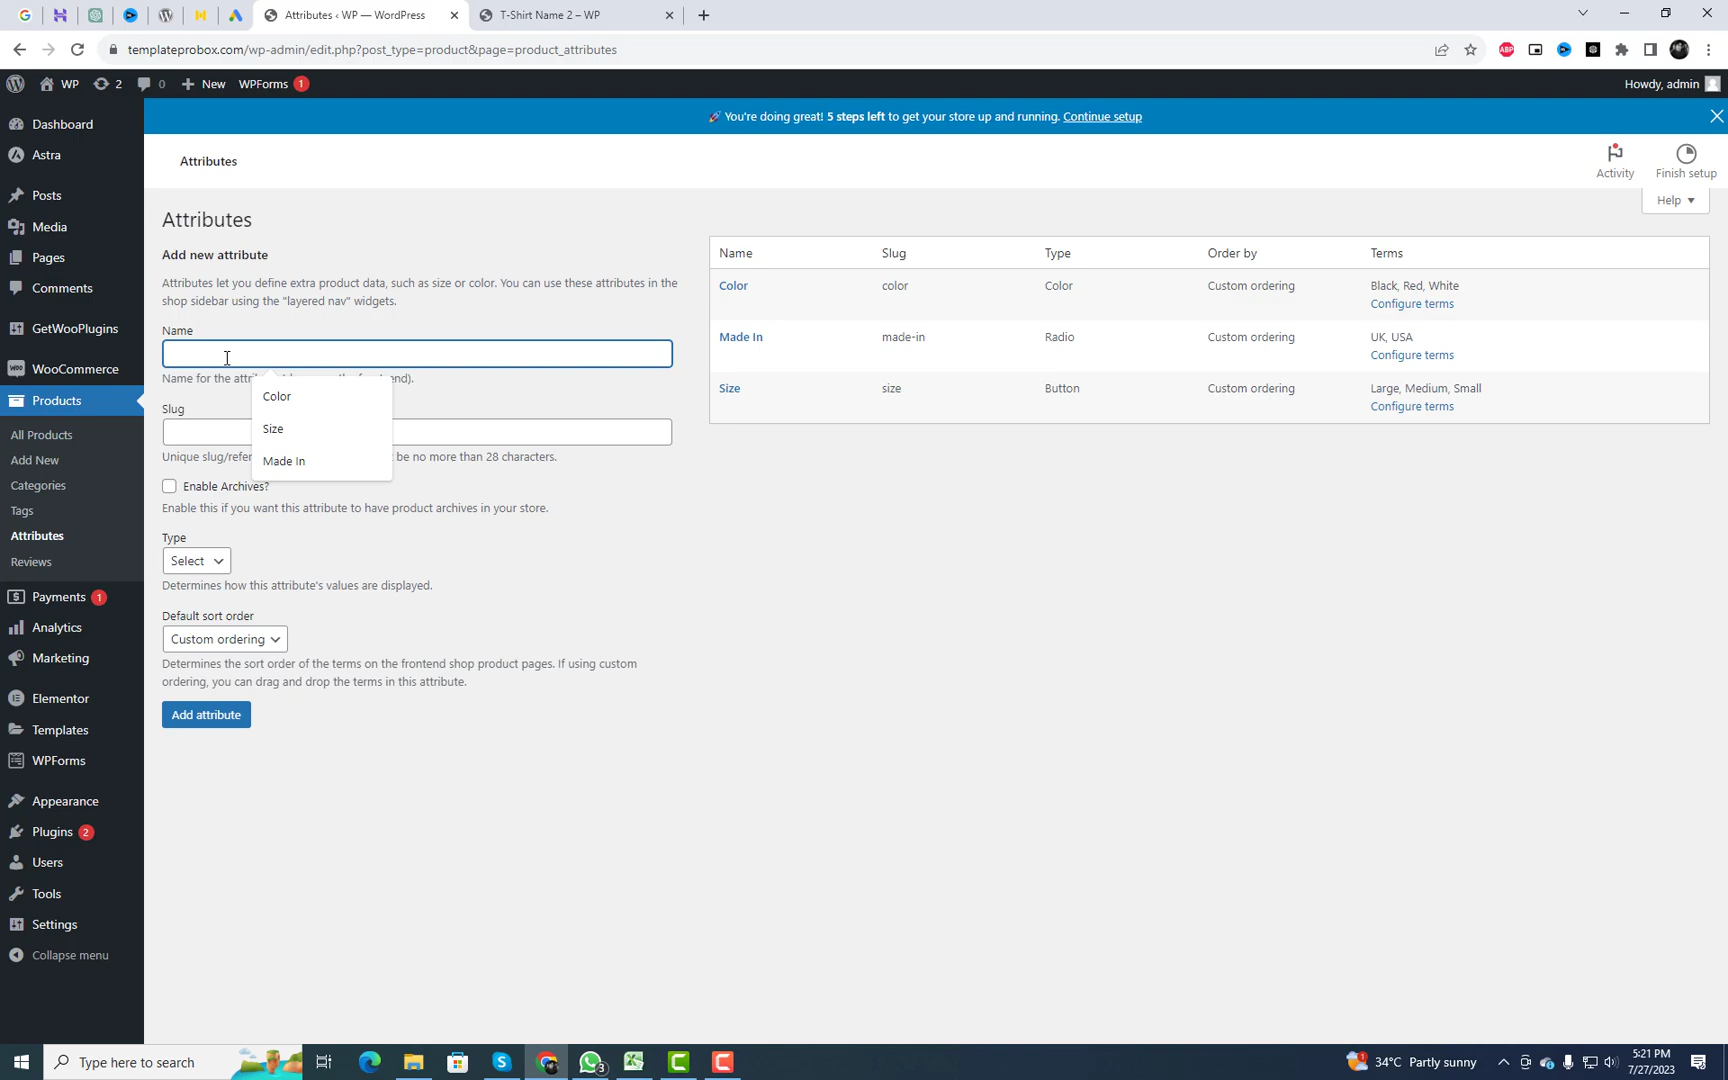 Attributes ‹ WP — WordPress
T-Shirt Name 2 – WP
templateprobox.com/wp-admin/edit.php?post_type=product&page=product_attributes
ABP
WP
2
0
New
WPForms 1
Howdy, admin
🚀 You're doing great! 5 steps left to get your store up and running. Continue setup
Attributes
Activity
Finish setup
Help
Dashboard
Astra
Posts
Media
Pages
Comments
GetWooPlugins
WooCommerce
Products
All Products
Add New
Categories
Tags
Attributes
Reviews
Payments 1
Analytics
Marketing
Elementor
Templates
WPForms
Appearance
Plugins 2
Users
Tools
Settings
Collapse menu
Attributes
Add new attribute
Attributes let you define extra product data, such as size or color. You can use these attributes in the
shop sidebar using the "layered nav" widgets.
Name
Name for the
Color
Size
Made In
Slug
Unique be no more than 28 characters.
Enable Archives?
Enable this if you want this attribute to have product archives in your store.
Type
Select
Determines how this attribute's values are displayed.
Default sort order
Custom ordering
Determines the sort order of the terms on the frontend shop product pages. If using custom
ordering, you can drag and drop the terms in this attribute.
Add attribute
Name Slug Type Order by Terms
Color color Color Custom ordering Black, Red, White
Configure terms
Made In made-in Radio Custom ordering UK, USA
Configure terms
Size size Button Custom ordering Large, Medium, Small
Configure terms
Type here to search
3
34°C Partly sunny
5:21 PM
7/27/2023